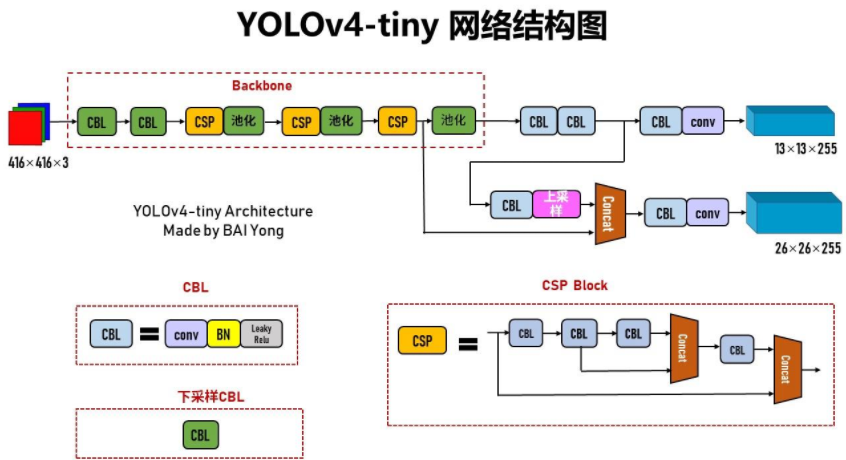 YOLOv4-tiny 网络结构图
Backbone
CBL
CBL
CSP
池化
CSP
池化
CSP
池化
CBL
CBL
CBL
conv
416×416×3
13×13×255
CBL
上采
样
Concat
CBL
conv
26×26×255
YOLOv4-tiny Architecture
Made by BAI Yong
CBL
CBL
=
conv
BN
Leaky
Relu
下采样CBL
CBL
CSP Block
CSP
=
CBL
CBL
CBL
Concat
CBL
Concat